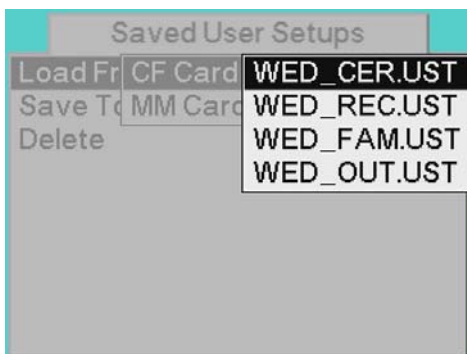 Saved User Setups
Load Fr CF Card WED_CER.UST
Save To MM Card WED_REC.UST
Delete WED_FAM.UST
WED_OUT.UST